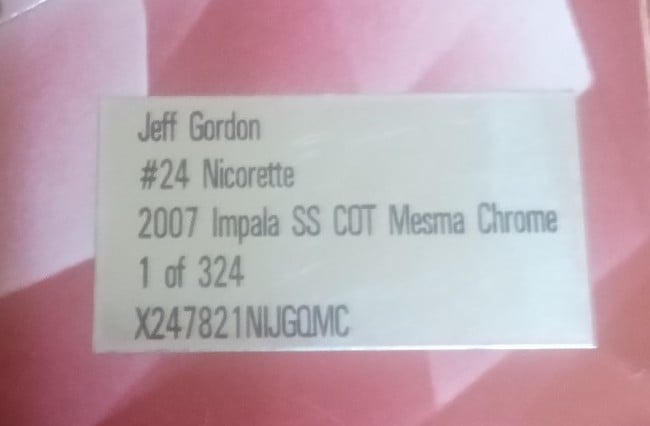 Jeff Gordon
#24 Nicorette
2007 Impala SS COT Mesma Chrome
1 of 324
X247821NIJGQMC